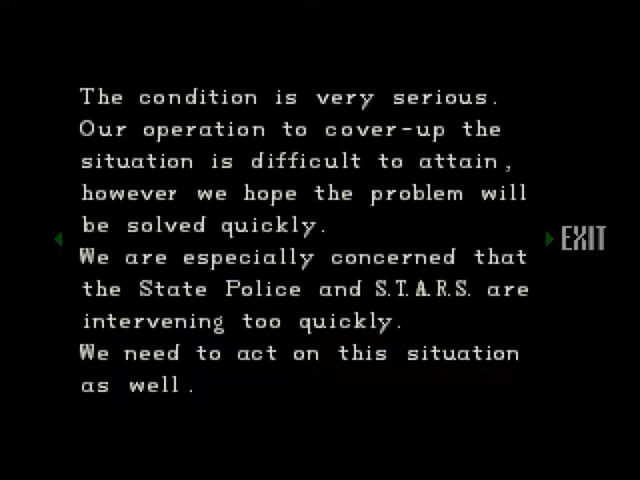 The condition is very serious.
Our operation to cover-up the
situation is difficult to attain,
however we hope the problem will
be solved quickly.
We are especially concerned that
the State Police and S.T.A.R.S. are
intervening too quickly.
We need to act on this situation
as well.
EXIT